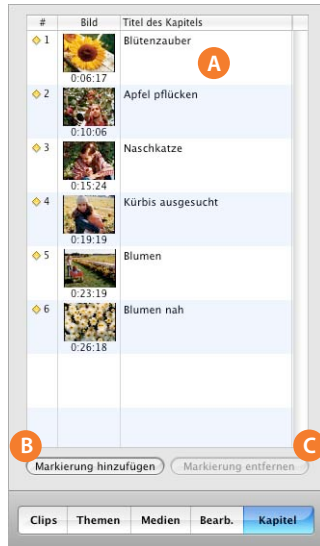 # Bild Titel des Kapitels
1 Blütenzauber
A
0:06:17
2 Apfel pflücken
0:10:06
3 Naschkatze
0:15:24
4 Kürbis ausgesucht
0:19:19
5 Blumen
0:23:19
6 Blumen nah
0:26:18
B C
Markierung hinzufügen Markierung entfernen
Clips Themen Medien Bearb. Kapitel